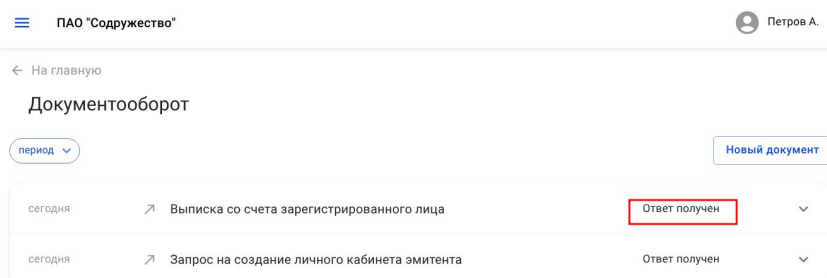 ПАО "Содружество"
Петров А.
На главную
Документооборот
период
Новый документ
сегодня Выписка со счета зарегистрированного лица Ответ получен
сегодня Запрос на создание личного кабинета эмитента Ответ получен